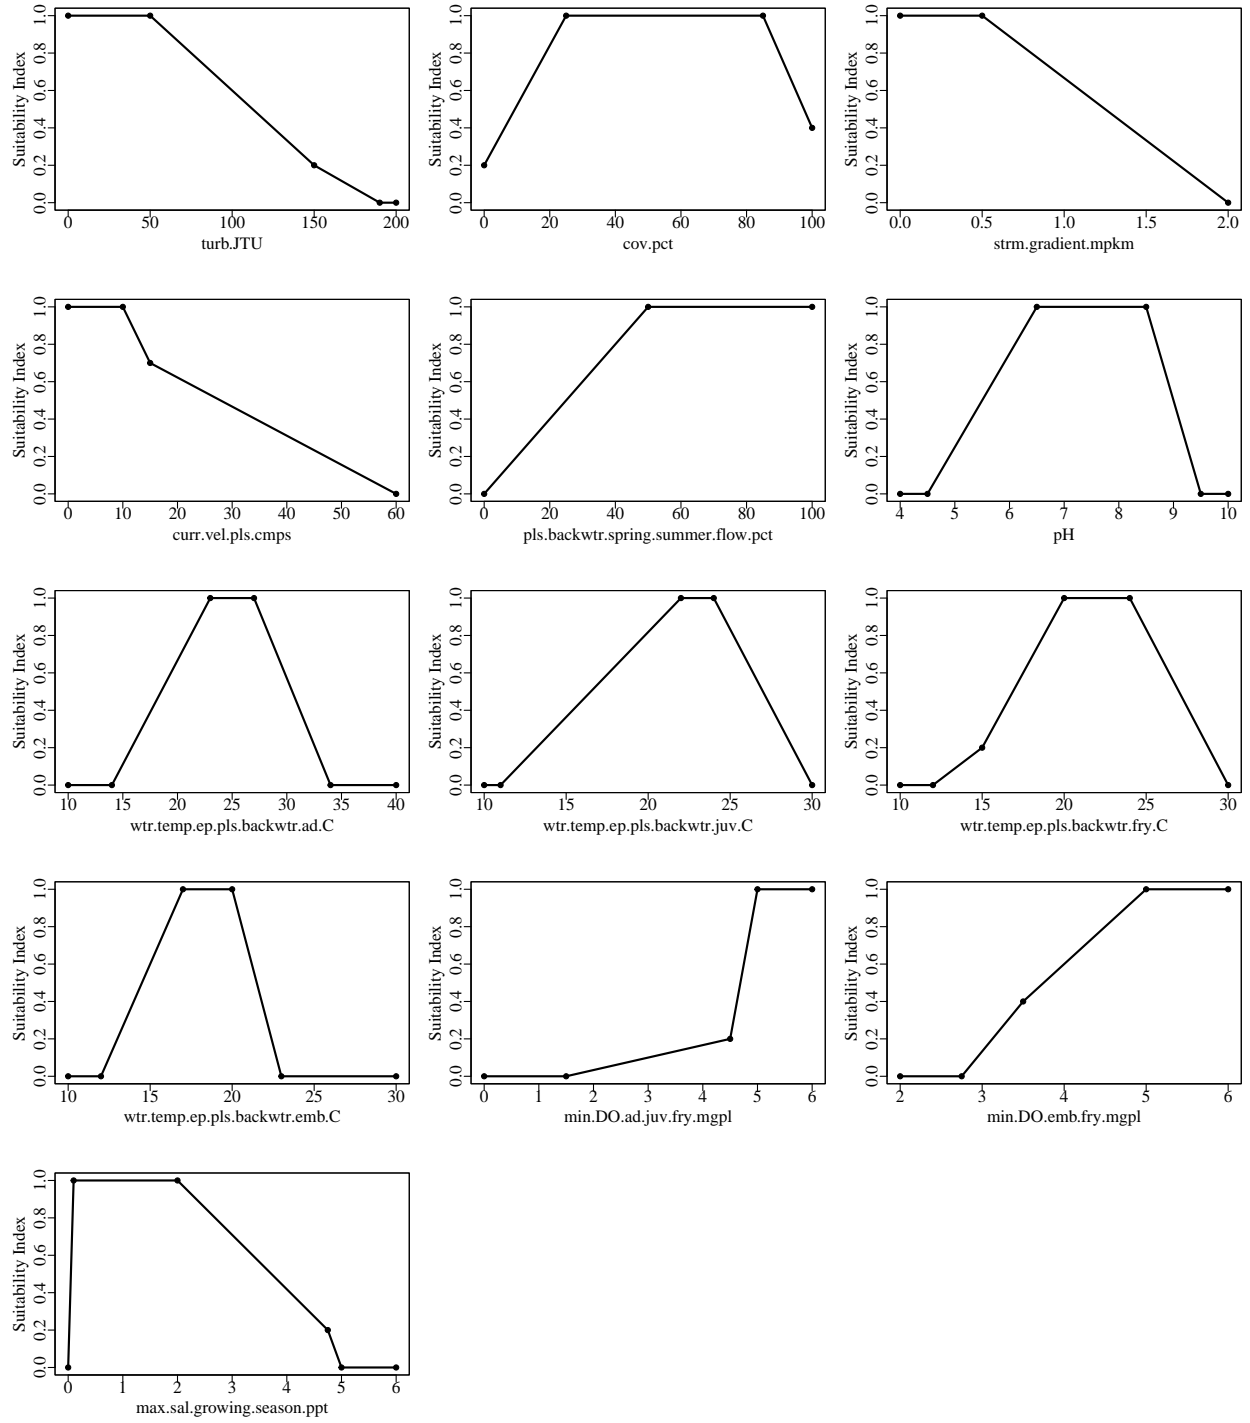 Suitability Index
0.0 0.2 0.4 0.6 0.8 1.0
0 50 100 150 200
turb.JTU
Suitability Index
0.0 0.2 0.4 0.6 0.8 1.0
0 20 40 60 80 100
cov.pct
Suitability Index
0.0 0.2 0.4 0.6 0.8 1.0
0.0 0.5 1.0 1.5 2.0
strm.gradient.mpkm
Suitability Index
0.0 0.2 0.4 0.6 0.8 1.0
0 10 20 30 40 50 60
curr.vel.pls.cmps
Suitability Index
0.0 0.2 0.4 0.6 0.8 1.0
0 20 40 60 80 100
pls.backwtr.spring.summer.flow.pct
Suitability Index
0.0 0.2 0.4 0.6 0.8 1.0
4 5 6 7 8 9 10
pH
Suitability Index
0.0 0.2 0.4 0.6 0.8 1.0
10 15 20 25 30 35 40
wtr.temp.ep.pls.backwtr.ad.C
Suitability Index
0.0 0.2 0.4 0.6 0.8 1.0
10 15 20 25 30
wtr.temp.ep.pls.backwtr.juv.C
Suitability Index
0.0 0.2 0.4 0.6 0.8 1.0
10 15 20 25 30
wtr.temp.ep.pls.backwtr.fry.C
Suitability Index
0.0 0.2 0.4 0.6 0.8 1.0
10 15 20 25 30
wtr.temp.ep.pls.backwtr.emb.C
Suitability Index
0.0 0.2 0.4 0.6 0.8 1.0
0 1 2 3 4 5 6
min.DO.ad.juv.fry.mgpl
Suitability Index
0.0 0.2 0.4 0.6 0.8 1.0
2 3 4 5 6
min.DO.emb.fry.mgpl
Suitability Index
0.0 0.2 0.4 0.6 0.8 1.0
0 1 2 3 4 5 6
max.sal.growing.season.ppt